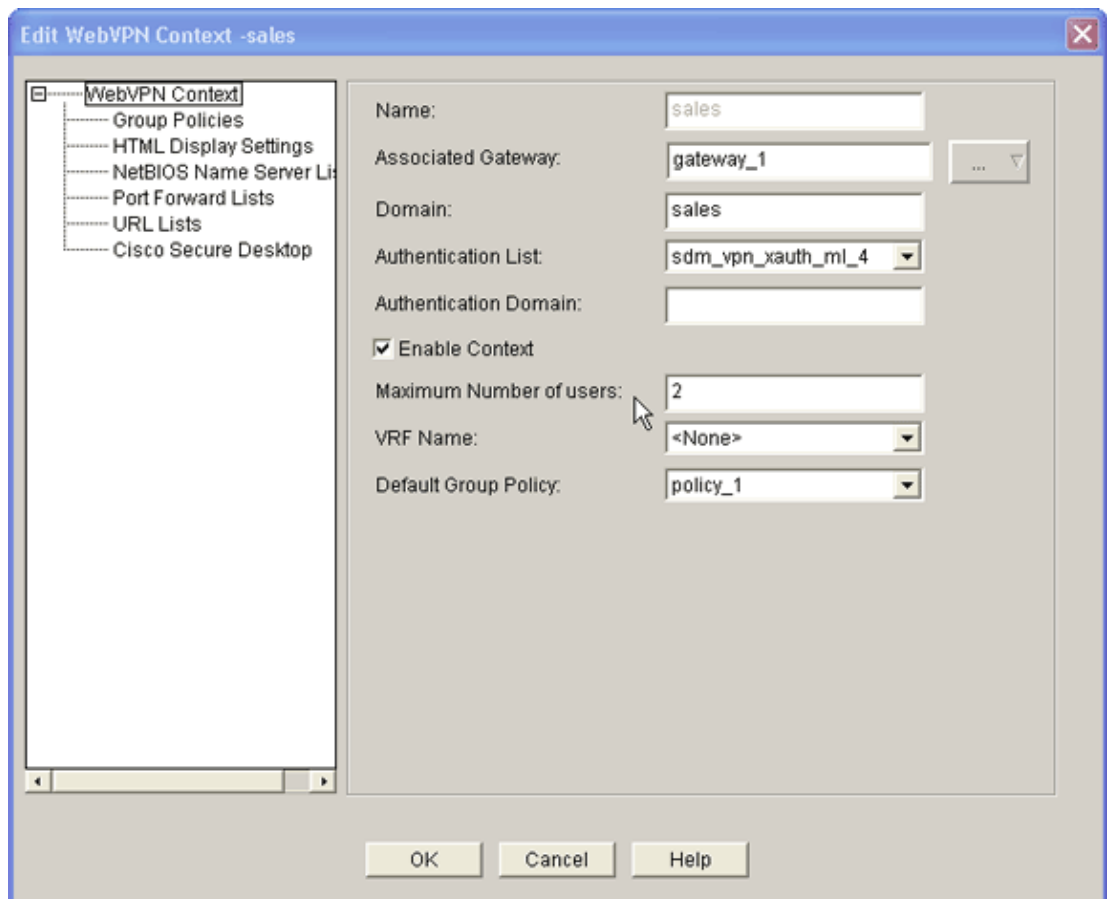 Edit WebVPN Context -sales
WebVPN Context
Group Policies
HTML Display Settings
NetBIOS Name Server Lis
Port Forward Lists
URL Lists
Cisco Secure Desktop
Name: sales
Associated Gateway: gateway_1 ...
Domain: sales
Authentication List: sdm_vpn_xauth_ml_4
Authentication Domain:
Enable Context
Maximum Number of users: 2
VRF Name: <None>
Default Group Policy: policy_1
OK Cancel Help